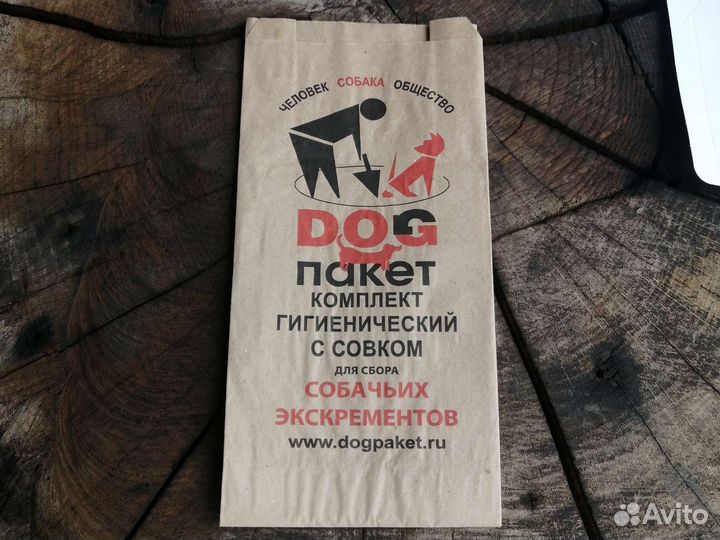 ЧЕЛОВЕК СОБАКА ОБЩЕСТВО
DOG
пакет
КОМПЛЕКТ
ГИГИЕНИЧЕСКИЙ
С СОВКОМ
ДЛЯ СБОРА
СОБАЧЬИХ
ЭКСКРЕМЕНТОВ
www.dogpaket.ru
Avito